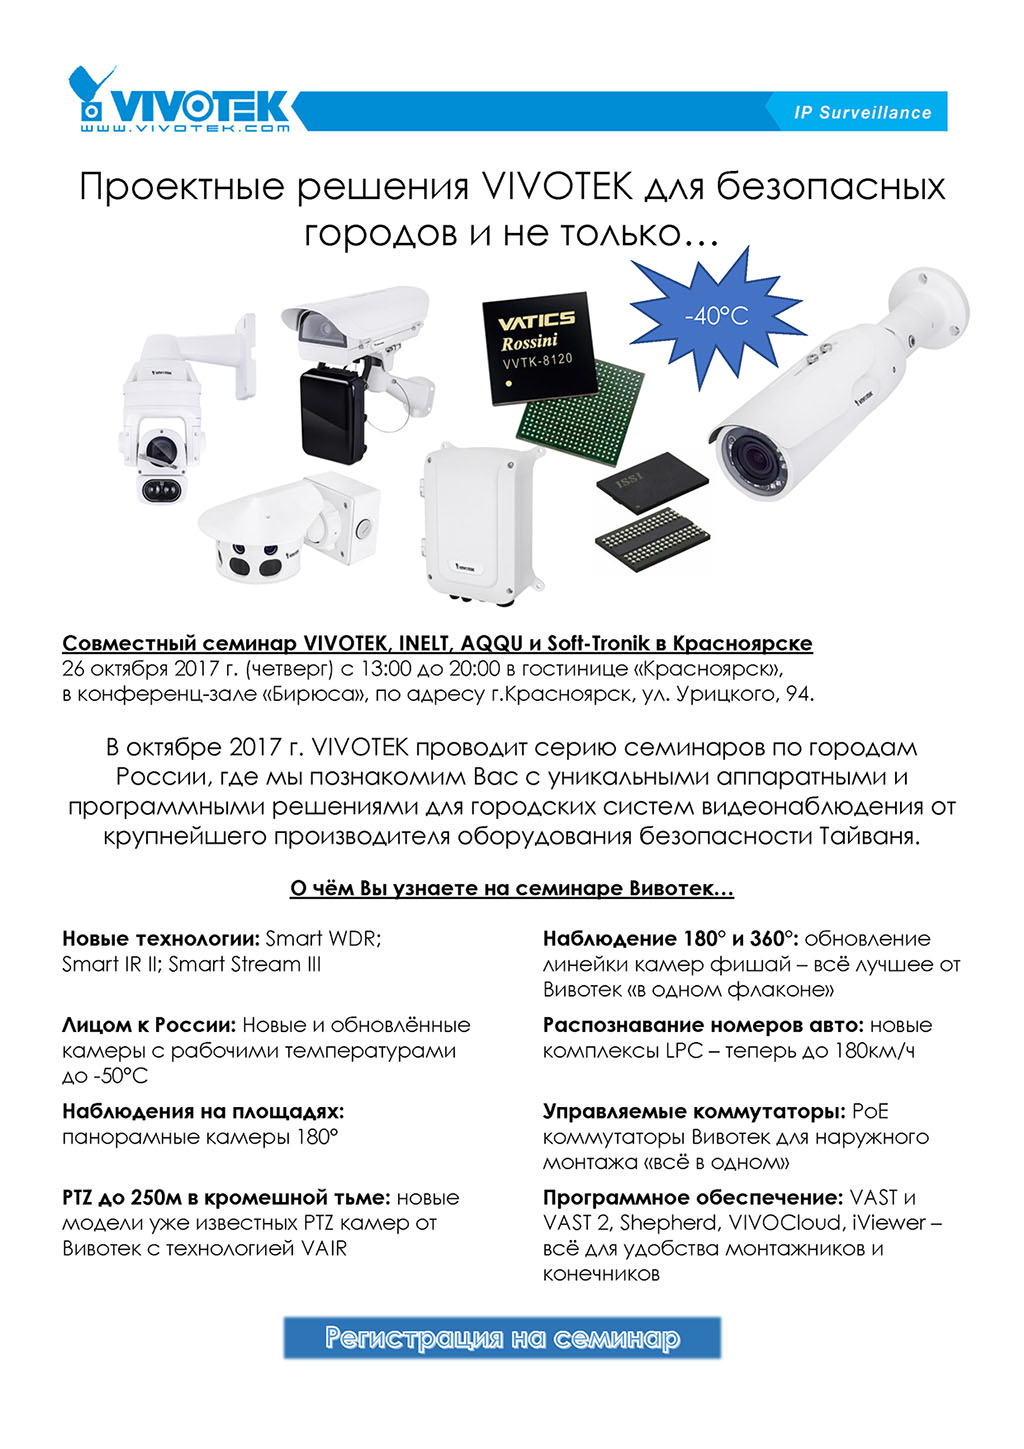 VIVOTEK
www.vivotek.com
IP Surveillance
Проектные решения VIVOTEK для безопасных
городов и не только...
-40°C
VATICS
Rossini
VVTK-8120
VIVOTEK
ISSI
VIVOTEK
VIVOTEK
VIVOTEK
Совместный семинар VIVOTEK, INELT, AQQU и Soft-Tronik в Красноярске
26 октября 2017 г. (четверг) с 13:00 до 20:00 в гостинице «Красноярск»,
в конференц-зале «Бирюса», по адресу г.Красноярск, ул. Урицкого, 94.
В октябре 2017 г. VIVOTEK проводит серию семинаров по городам
России, где мы познакомим Вас с уникальными аппаратными и
программными решениями для городских систем видеонаблюдения от
крупнейшего производителя оборудования безопасности Тайваня.
О чём Вы узнаете на семинаре Вивотек...
Новые технологии: Smart WDR;
Smart IR II; Smart Stream III
Наблюдение 180° и 360°: обновление
линейки камер фишай – всё лучшее от
Вивотек «в одном флаконе»
Лицом к России: Новые и обновлённые
камеры с рабочими температурами
до -50°C
Распознавание номеров авто: новые
комплексы LPC – теперь до 180км/ч
Наблюдения на площадях:
панорамные камеры 180°
Управляемые коммутаторы: PoE
коммутаторы Вивотек для наружного
монтажа «всё в одном»
PTZ до 250м в кромешной тьме: новые
модели уже известных PTZ камер от
Вивотек с технологией VAIR
Программное обеспечение: VAST и
VAST 2, Shepherd, VIVOCloud, iViewer –
всё для удобства монтажников и
конечников
Регистрация на семинар